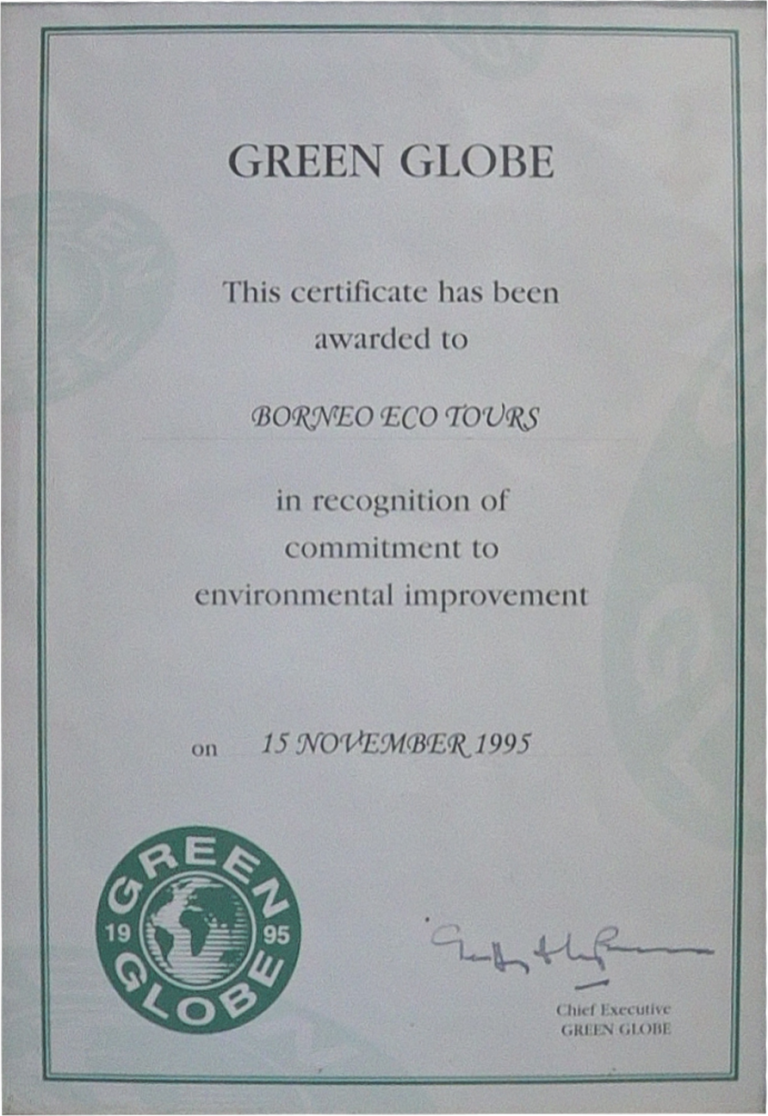 GREEN GLOBE
This certificate has been
awarded to
BORNEO ECO TOURS
in recognition of
commitment to
environmental improvement
on 15 NOVEMBER 1995
GREEN
19 95
GLOBE
Chief Executive
GREEN GLOBE